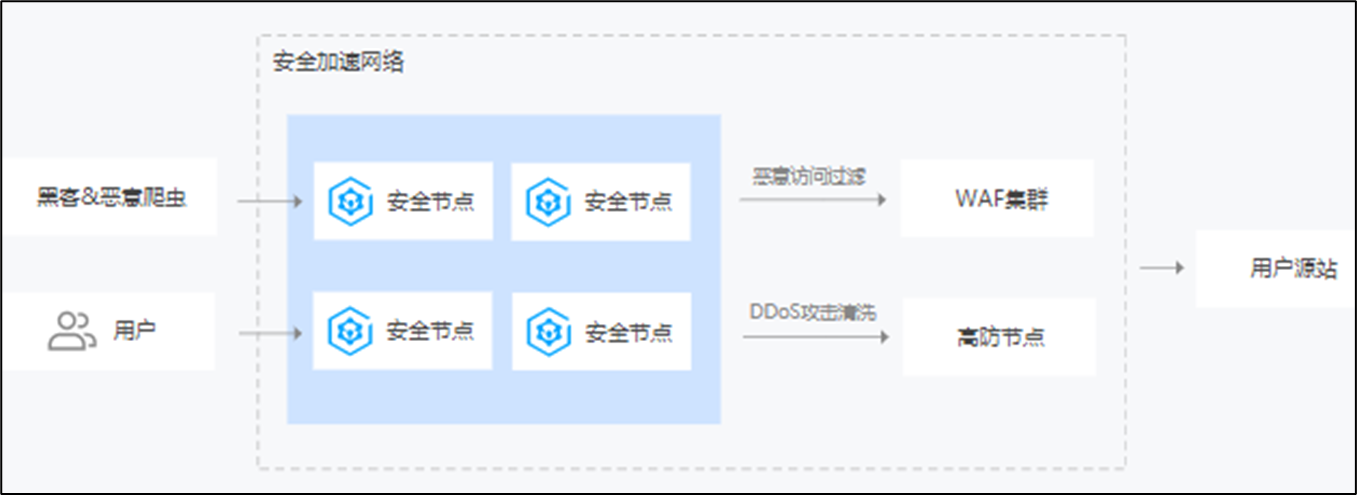 安全加速网络
黑客&恶意爬虫
安全节点
安全节点
恶意访问过滤
WAF集群
用户源站
用户
安全节点
安全节点
DDoS攻击清洗
高防节点